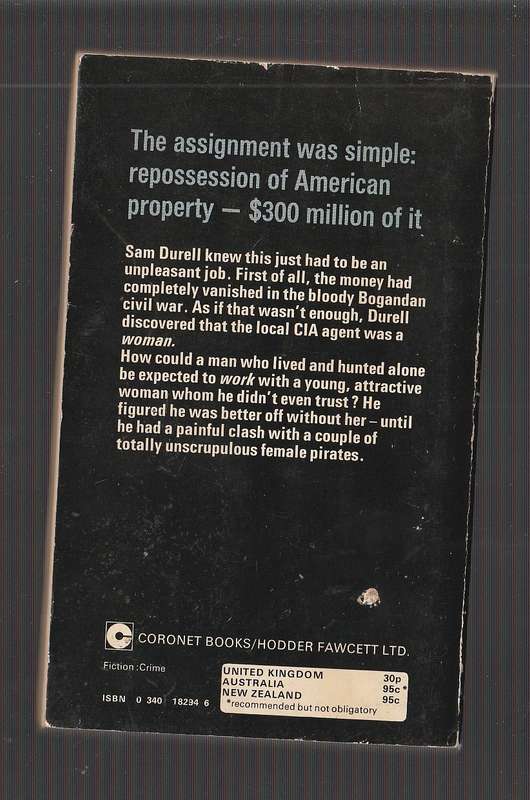 The assignment was simple:
repossession of American
property — $300 million of it
Sam Durell knew this just had to be an
unpleasant job. First of all, the money had
completely vanished in the bloody Bogandan
civil war. As if that wasn't enough, Durell
discovered that the local CIA agent was a
woman.
How could a man who lived and hunted alone
be expected to work with a young, attractive
woman whom he didn't even trust? He
figured he was better off without her – until
he had a painful clash with a couple of
totally unscrupulous female pirates.
CORONET BOOKS/HODDER FAWCETT LTD.
Fiction :Crime
ISBN 0 340 18294 6
UNITED KINGDOM 30p
AUSTRALIA 95c *
NEW ZEALAND 95c
*recommended but not obligatory